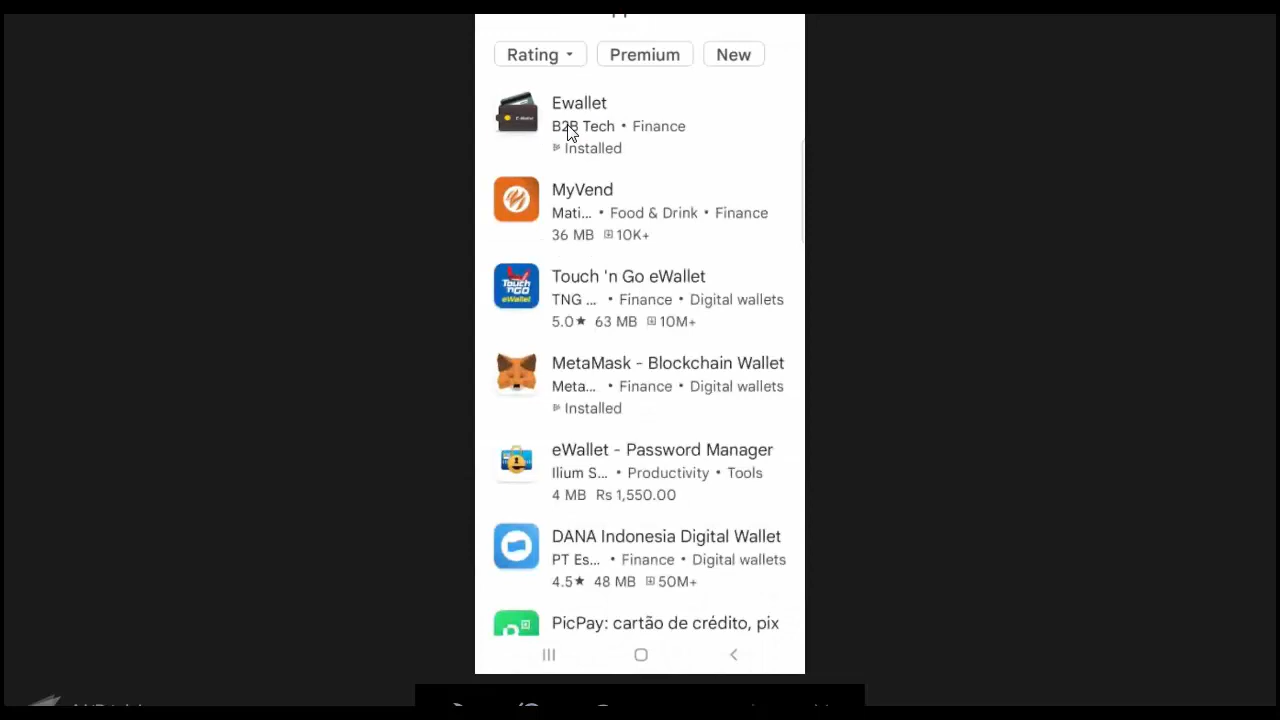 Rating
Premium
New
Ewallet
B2B Tech • Finance
Installed
MyVend
Mati... • Food & Drink • Finance
36 MB 10K+
Touch 'n Go eWallet
TNG ... • Finance • Digital wallets
5.0★ 63 MB 10M+
MetaMask - Blockchain Wallet
Meta... • Finance • Digital wallets
Installed
eWallet - Password Manager
Ilium S... • Productivity • Tools
4 MB Rs 1,550.00
DANA Indonesia Digital Wallet
PT Es... • Finance • Digital wallets
4.5★ 48 MB 50M+
PicPay: cartão de crédito, pix